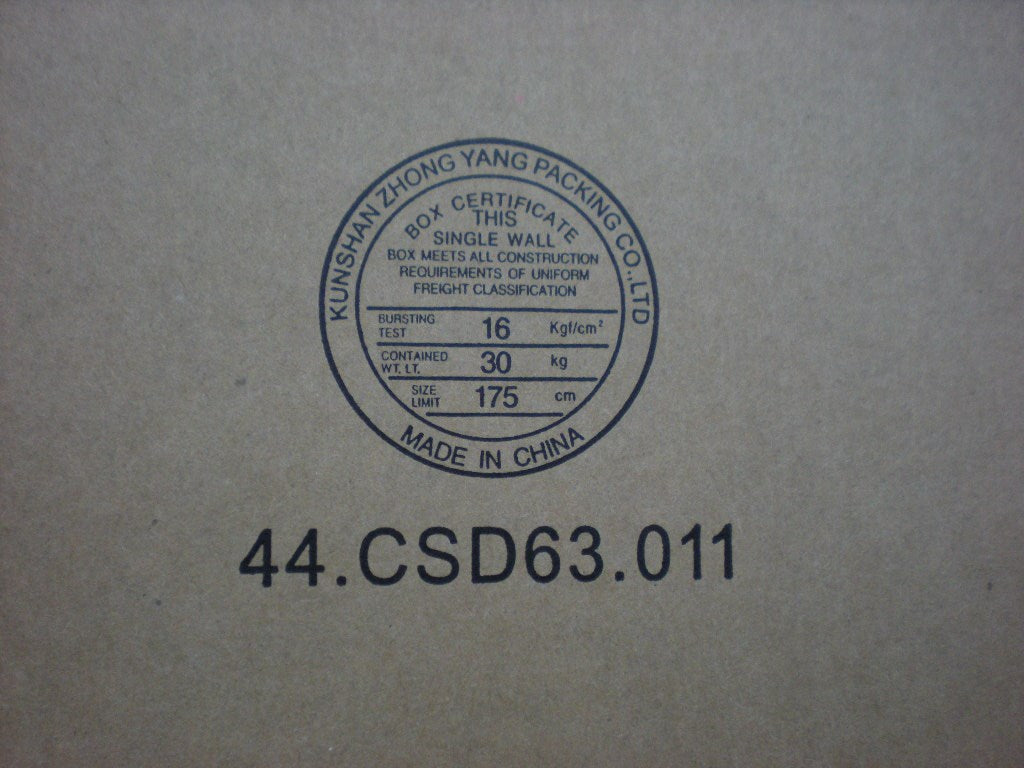 KUNSHAN ZHONG YANG PACKING CO.,LTD
BOX CERTIFICATE
THIS
SINGLE WALL
BOX MEETS ALL CONSTRUCTION
REOUIREMENTS OF UNIFORM
FREIGHT CLASSIFICATION
BURSTING TEST 16 Kgf/cm²
CONTAINED WT. LT. 30 kg
SIZE LIMIT 175 cm
MADE IN CHINA
44.CSD63.011